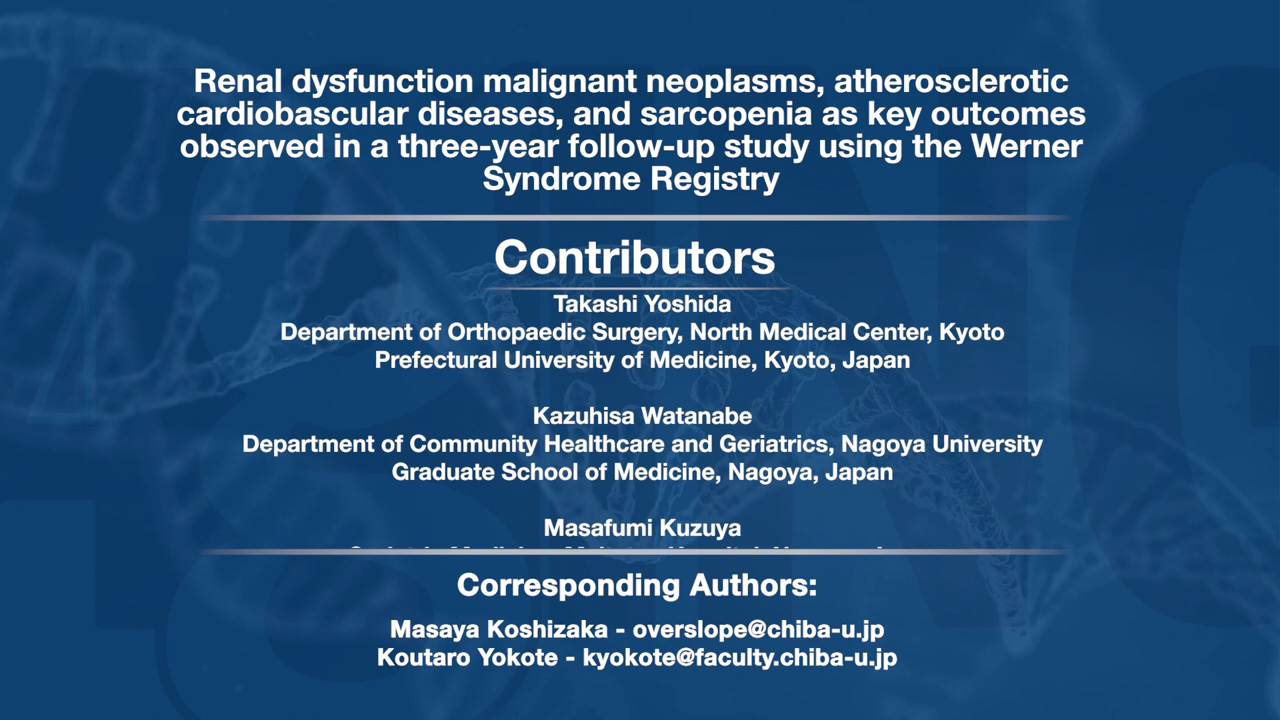 Renal dysfunction malignant neoplasms, atherosclerotic
cardiobascular diseases, and sarcopenia as key outcomes
observed in a three-year follow-up study using the Werner
Syndrome Registry
Contributors
Takashi Yoshida
Department of Orthopaedic Surgery, North Medical Center, Kyoto
Prefectural University of Medicine, Kyoto, Japan
Kazuhisa Watanabe
Department of Community Healthcare and Geriatrics, Nagoya University
Graduate School of Medicine, Nagoya, Japan
Masafumi Kuzuya
Corresponding Authors:
Masaya Koshizaka - overslope@chiba-u.jp
Koutaro Yokote - kyokote@faculty.chiba-u.jp